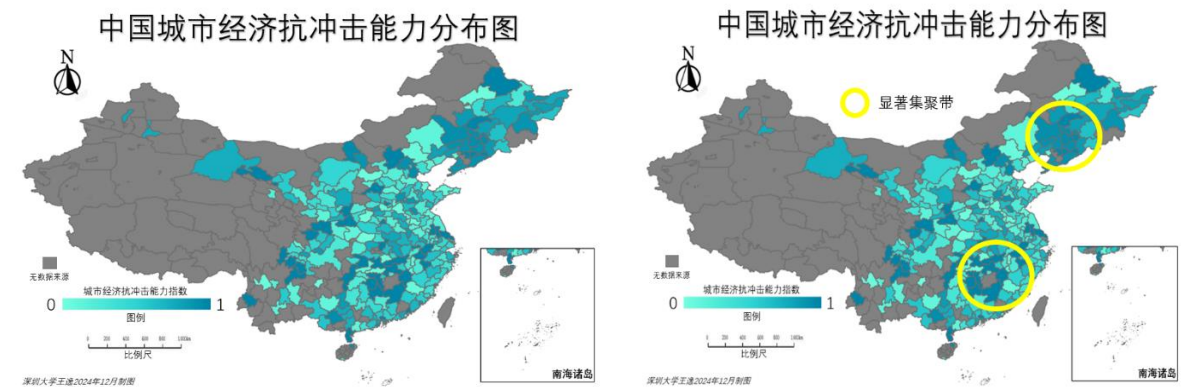 中国城市经济抗冲击能力分布图
N
无数据来源
城市经济抗冲击能力指数
0
1
图例
比例尺
深圳大学王逸2024年12月制图
南海诸岛
中国城市经济抗冲击能力分布图
N
显著集聚带
无数据来源
城市经济抗冲击能力指数
0
1
图例
比例尺
深圳大学王逸2024年12月制图
南海诸岛